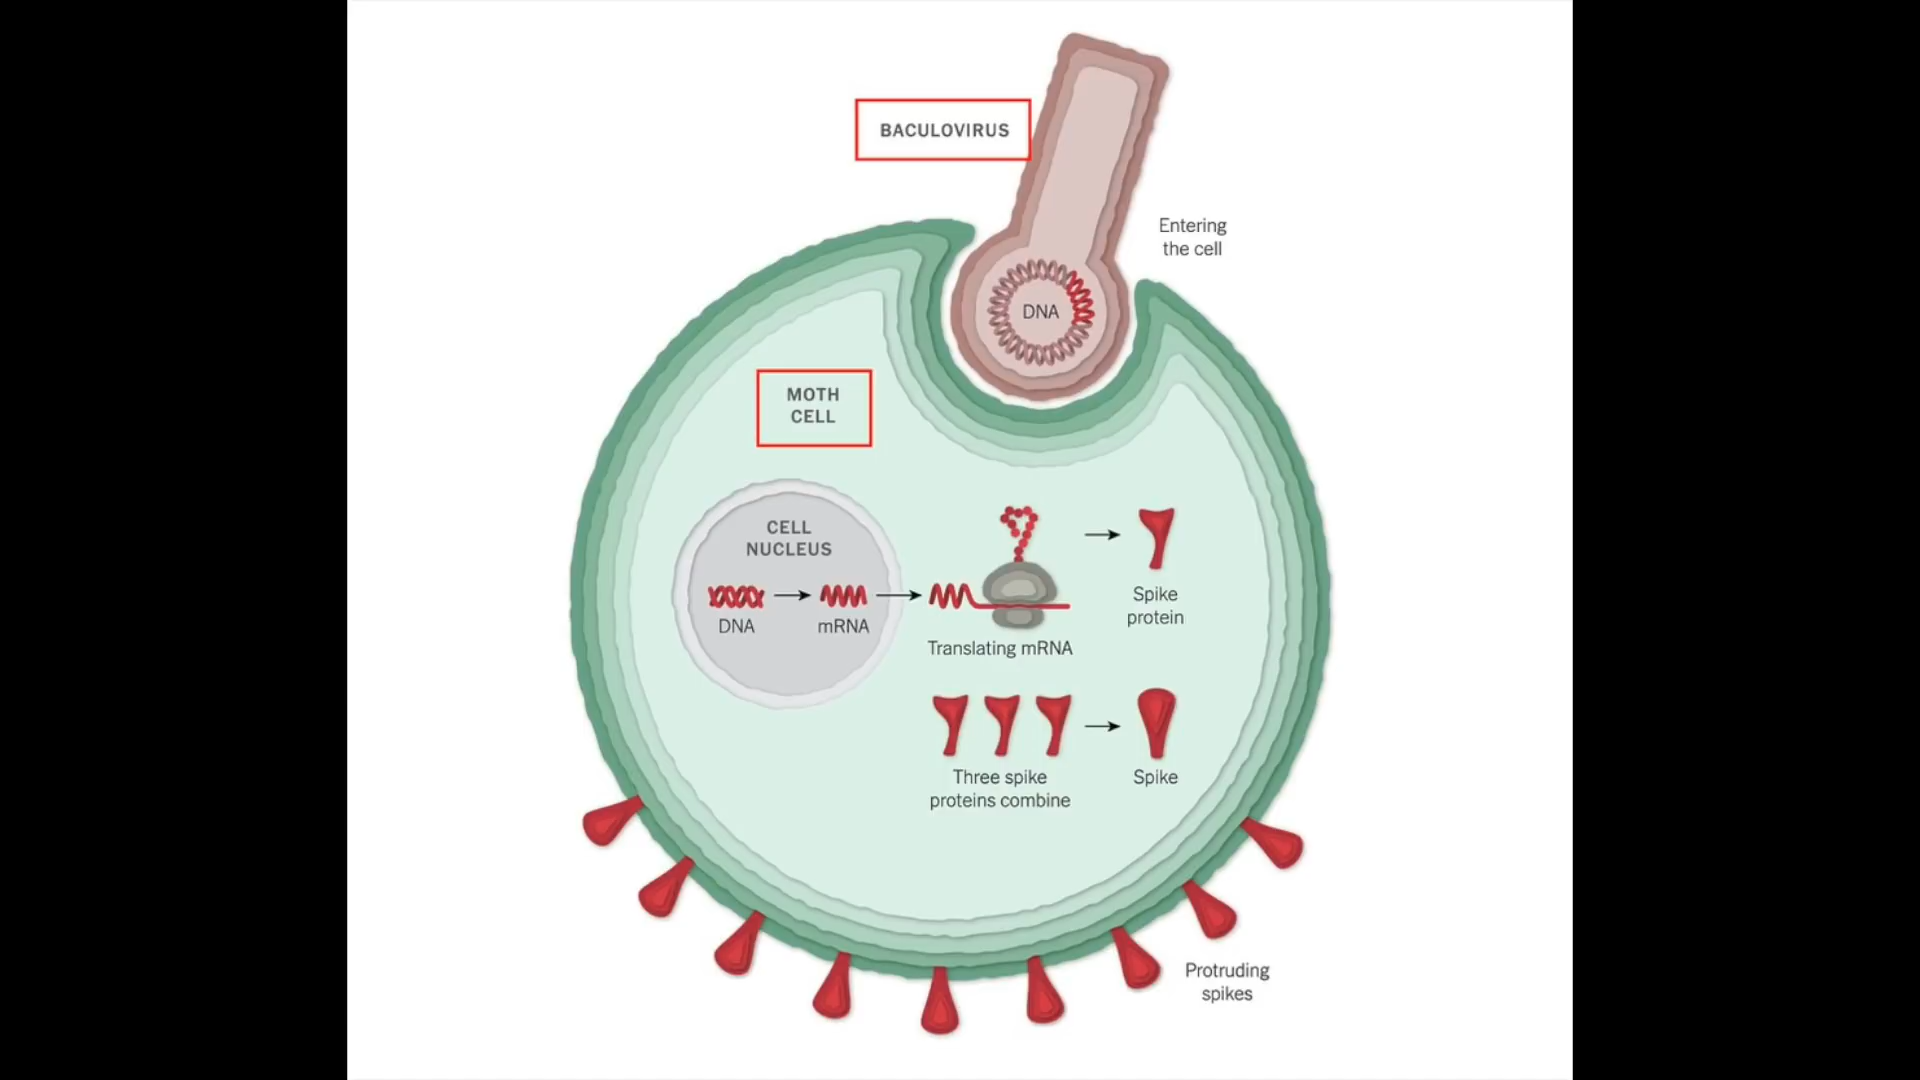 BACULOVIRUS
Entering
the cell
DNA
MOTH
CELL
CELL
NUCLEUS
DNA
mRNA
Translating mRNA
Spike
protein
Three spike
proteins combine
Spike
Protruding
spikes